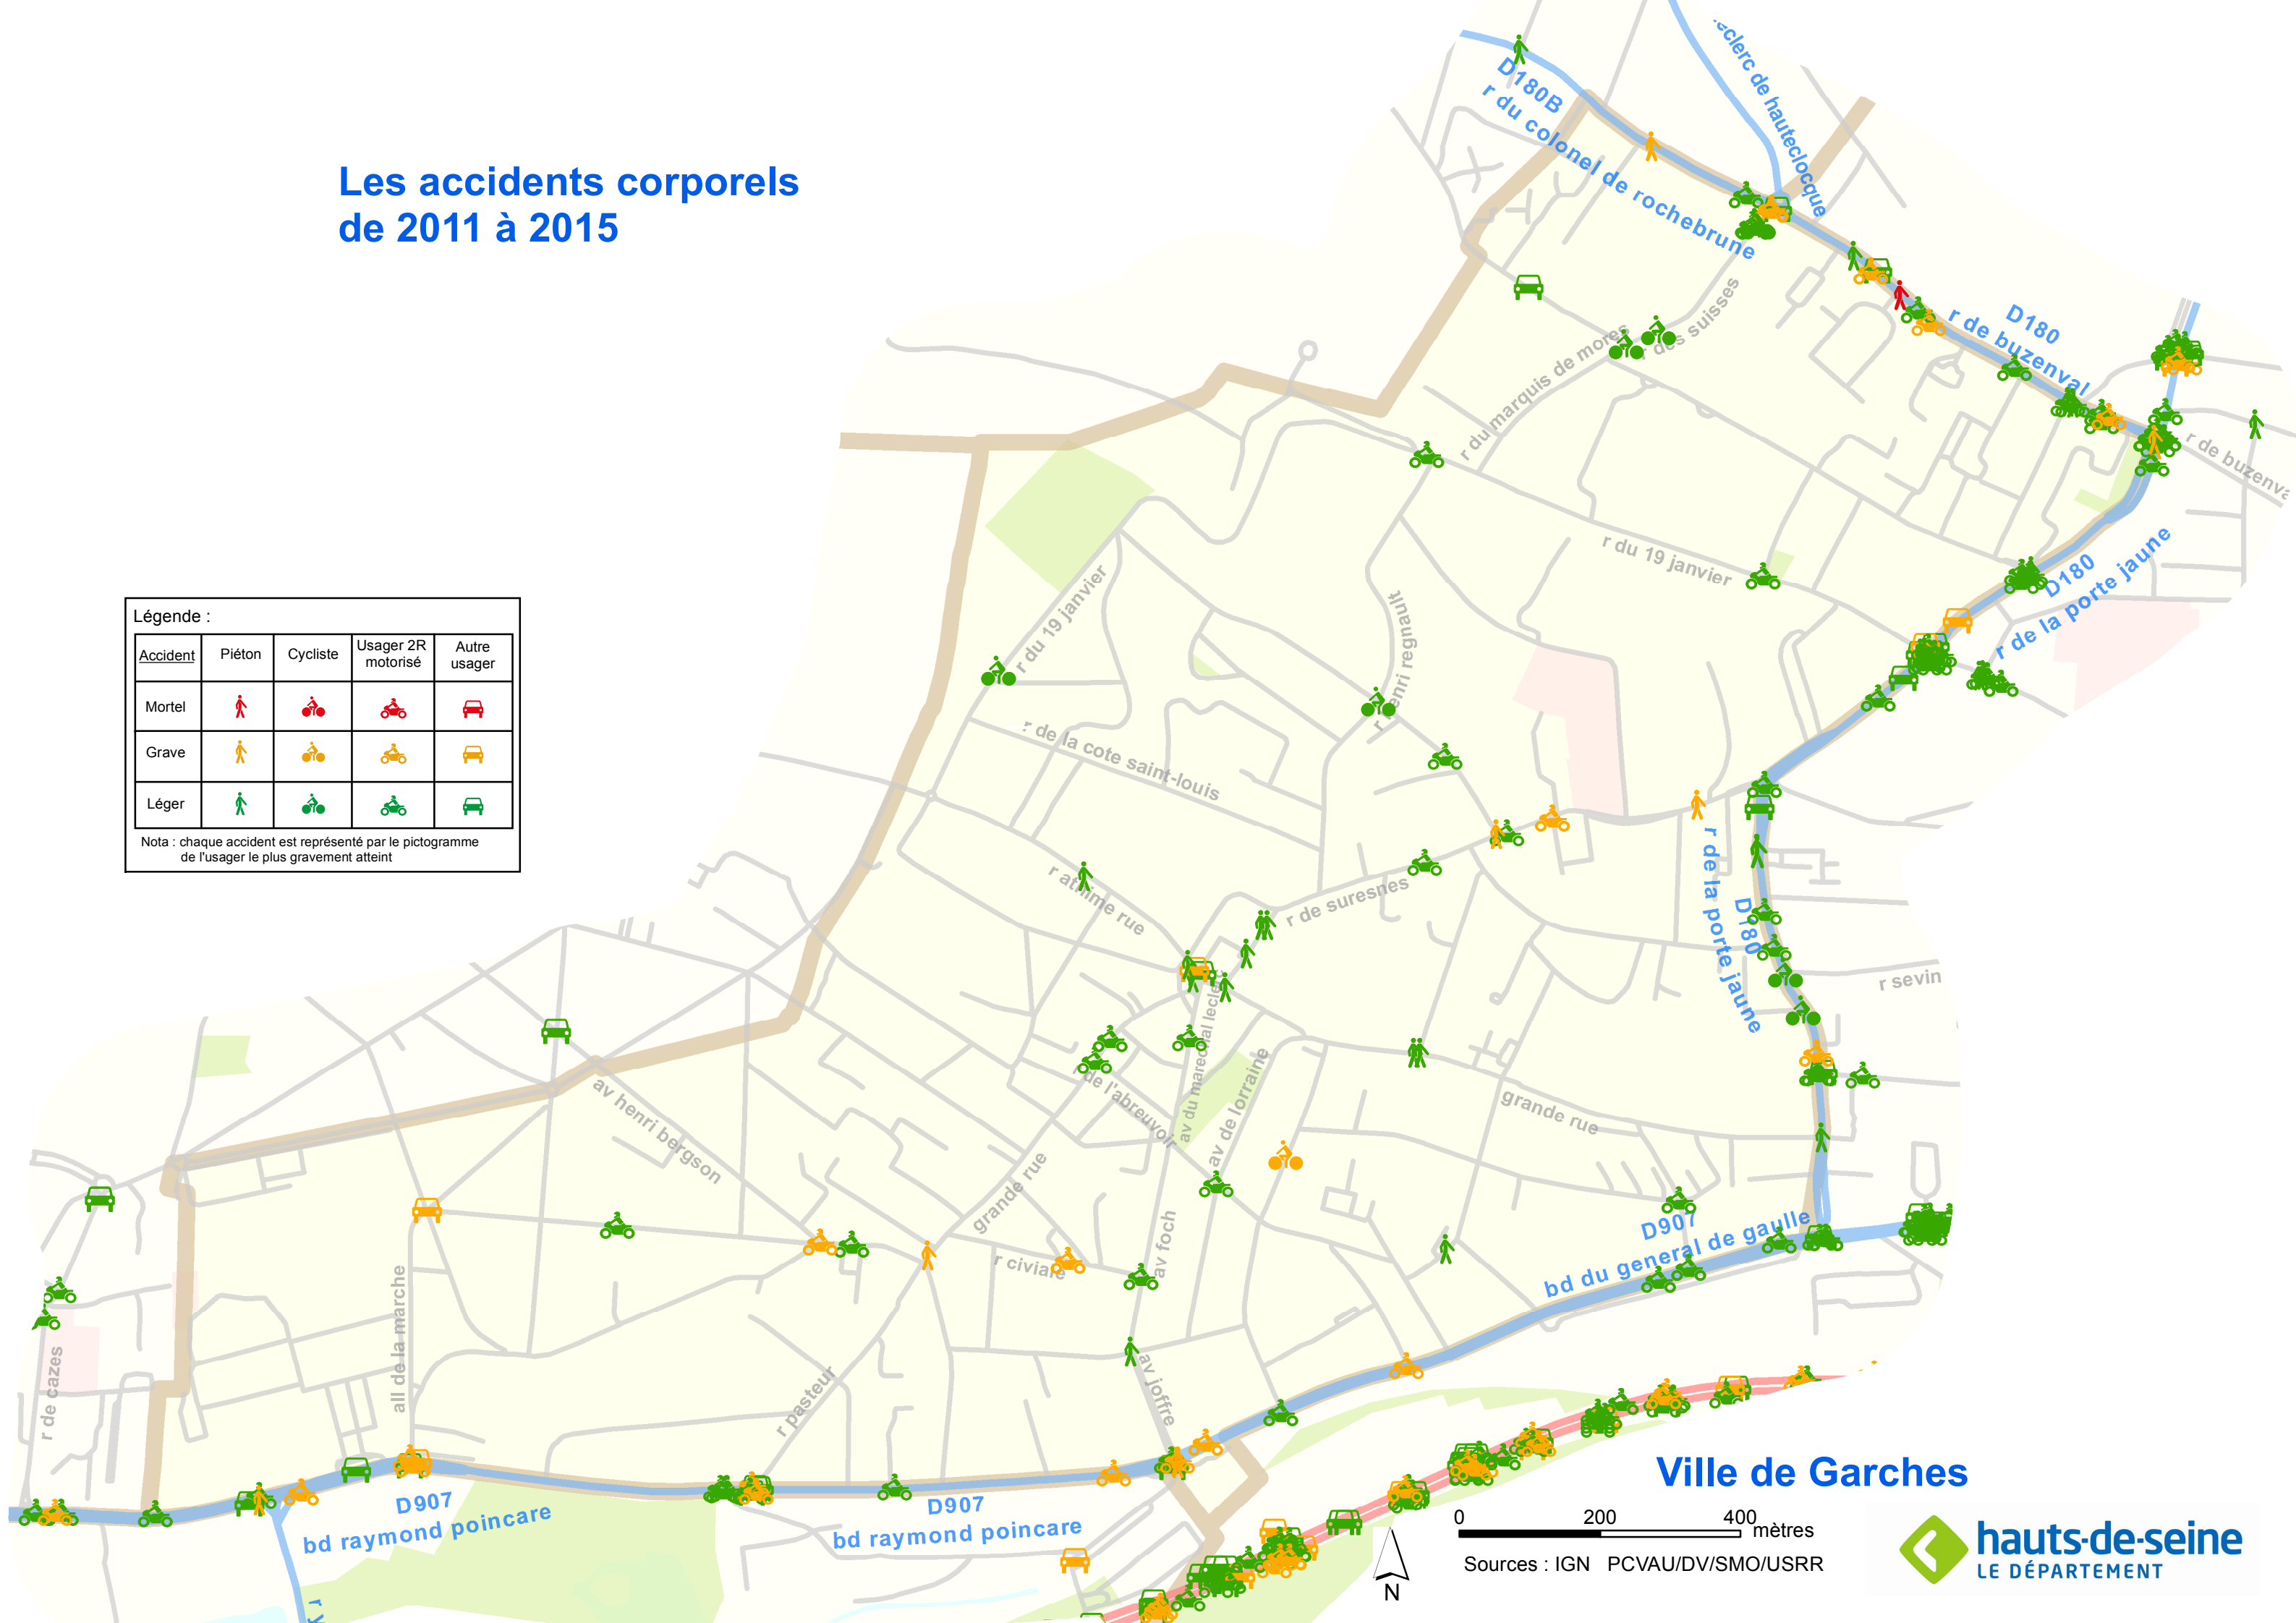 Les accidents corporels
de 2011 à 2015
Légende :
Accident
Piéton
Cycliste
Usager 2R
motorisé
Autre
usager
Mortel
Grave
Léger
Nota : chaque accident est représenté par le pictogramme
de l'usager le plus gravement atteint
D180B
r du colonel de rochebrune
eclerc de hauteclocque
D180
r de buzenval
r de buzenva
r des suisses
r du marquis de mores
r du 19 janvier
D180
r de la porte jaune
r du 19 janvier
r henri regnault
r de la cote saint-louis
r athime rue
r de suresnes
r de la porte jaune
D180
r sevin
av du marechal leclerc
av de lorraine
r de l'abreuvoir
grande rue
av henri bergson
grande rue
r civiale
av foch
D907
bd du general de gaulle
all de la marche
r de cazes
r pasteur
av joffre
D907
bd raymond poincare
D907
bd raymond poincare
Ville de Garches
0 200 400 mètres
Sources : IGN PCVAU/DV/SMO/USRR
N
hauts-de-seine
LE DÉPARTEMENT